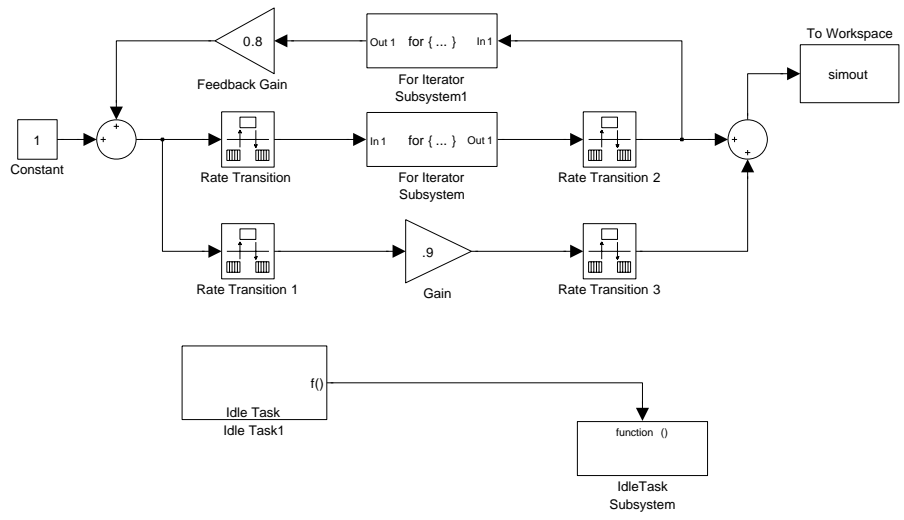 To Workspace
0.8
Out 1
for { ... }
In 1
simout
Feedback Gain
For Iterator
Subsystem1
+
1
+
In 1
for { ... }
Out 1
+
+
Constant
Rate Transition
For Iterator
Subsystem
Rate Transition 2
.9
Rate Transition 1
Gain
Rate Transition 3
f()
Idle Task
Idle Task1
function ()
IdleTask
Subsystem